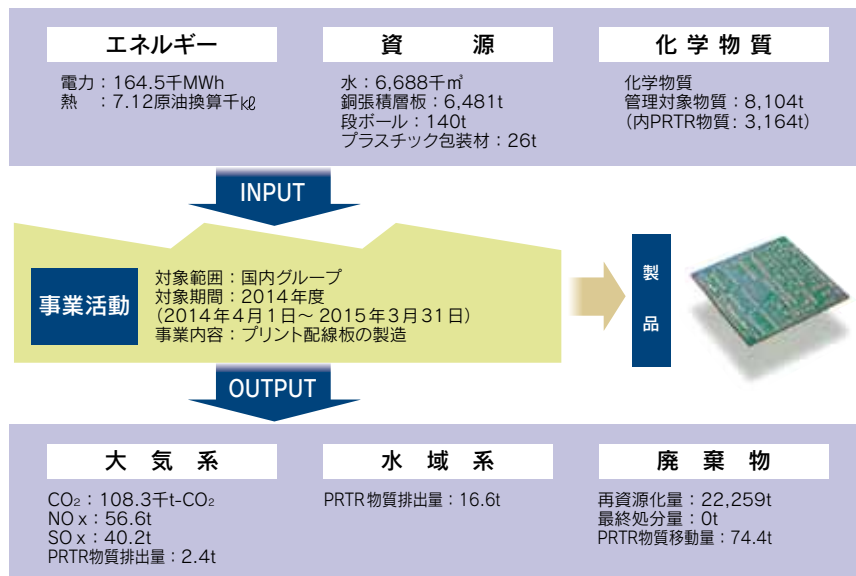 エネルギー
電力：164.5千MWh
熱　：7.12原油換算千㎘
資　源
水：6,688千㎥
銅張積層板：6,481t
段ボール：140t
プラスチック包装材：26t
化学物質
化学物質
管理対象物質：8,104t
（内PRTR物質：3,164t）
INPUT
事業活動
対象範囲：国内グループ
対象期間：2014年度
（2014年4月1日～2015年3月31日）
事業内容：プリント配線板の製造
製品
OUTPUT
大気系
CO₂：108.3千t-CO₂
NOx：56.6t
SOx：40.2t
PRTR物質排出量：2.4t
水域系
PRTR物質排出量：16.6t
廃棄物
再資源化量：22,259t
最終処分量：0t
PRTR物質移動量：74.4t